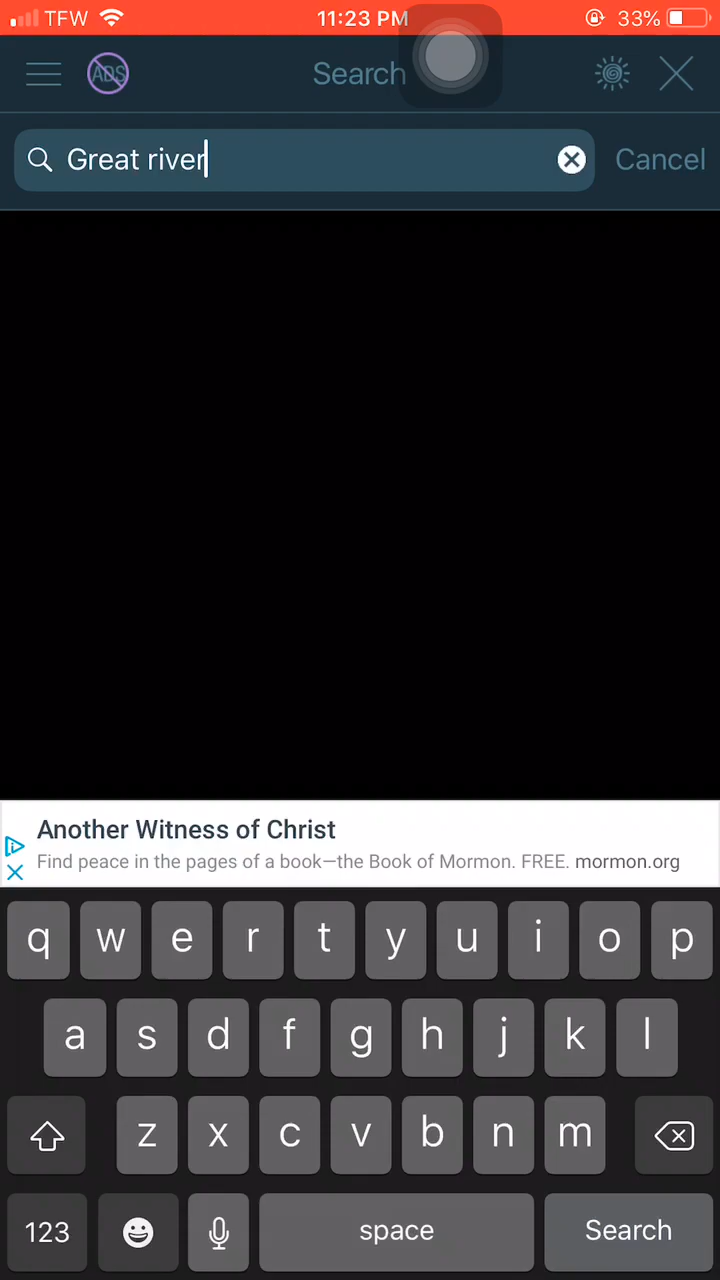 TFW 11:23 PM 33%
ADS Search
Great river Cancel
Another Witness of Christ
Find peace in the pages of a book—the Book of Mormon. FREE. mormon.org
q w e r t y u i o p
a s d f g h j k l
z x c v b n m
123 space Search